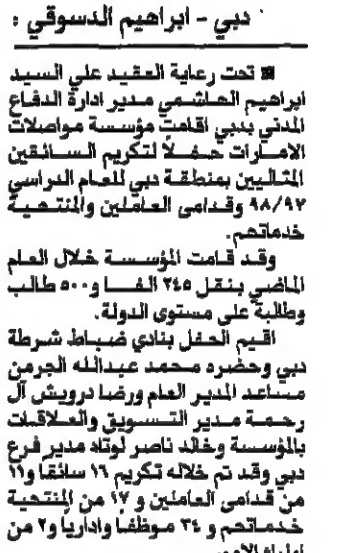 دبي - ابراهيم الدسوقي :
تحت رعاية العقيد علي السيد
ابراهيم الهاشمي مدير ادارة الدفاع
المدني بدبي اقامت مؤسسة مواصلات
الامارات حفلاً لتكريم السائقين
المثاليين بمنطقة دبي للعام الدراسي
٩٨/٩٧ وقدامى العاملين والمنتهية
خدماتهم.
وقد قامت المؤسسة خلال العام
الماضي بنقل ٢٤٥ الفا و٥٠٠ طالب
وطالبة على مستوى الدولة.
اقيم الحفل بنادي ضباط شرطة
دبي وحضره محمد عبدالله الجرمن
مساعد المدير العام ورضا درويش آل
رحمة مدير التسويق والعلاقات
بالمؤسسة وخالد ناصر لوتاه مدير فرع
دبي وقد تم خلاله تكريم ١٦ سائقا و١١
من قدامى العاملين و ١٧ من المنتهية
خدماتهم و ٣٤ موظفاً وادارياً و٢ من